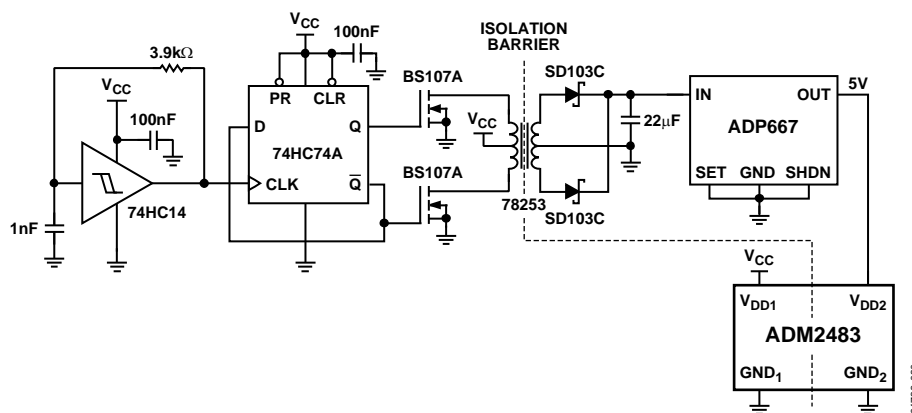 ISOLATION
BARRIER
VCC
100nF
3.9kΩ
BS107A
SD103C
VCC
100nF
PR
CLR
D
Q
74HC74A
CLK
Q̅
74HC14
1nF
VCC
BS107A
78253
SD103C
22µF
IN
OUT
5V
ADP667
SET
GND
SHDN
VCC
VDD1
VDD2
ADM2483
GND1
GND2